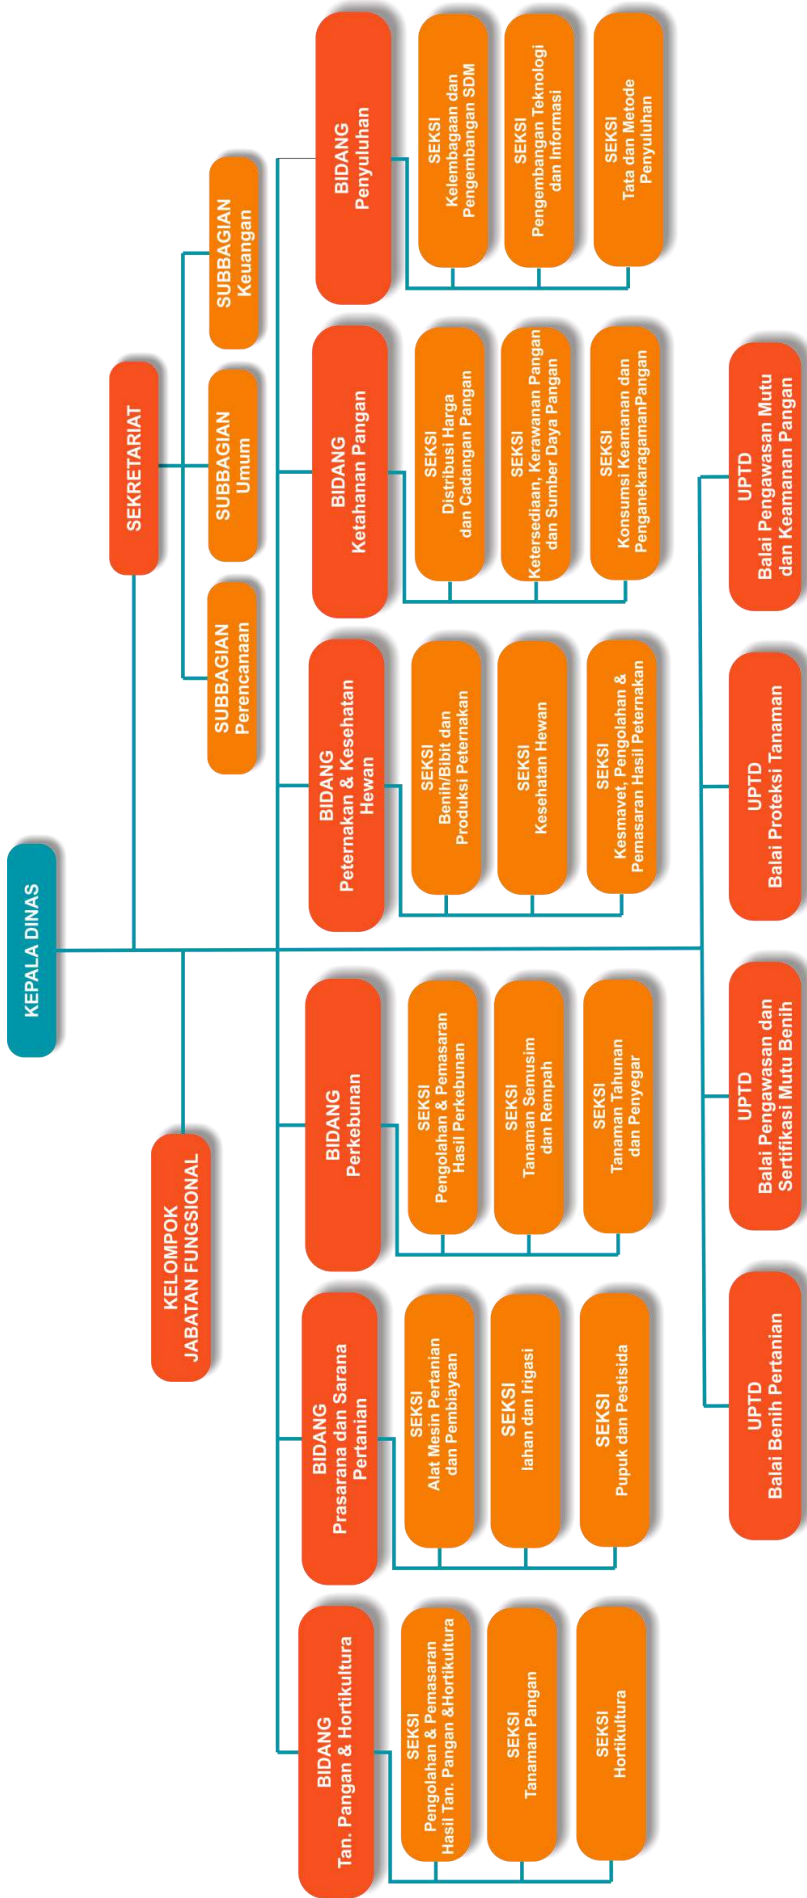 KEPALA DINAS
SEKRETARIAT
KELOMPOK
JABATAN FUNGSIONAL
SUBBAGIAN
Perencanaan
SUBBAGIAN
Umum
SUBBAGIAN
Keuangan
BIDANG
Tan. Pangan & Hortikultura
SEKSI
Pengolahan & Pemasaran
Hasil Tan. Pangan &Hortikultura
SEKSI
Tanaman Pangan
SEKSI
Hortikultura
BIDANG
Prasarana dan Sarana
Pertanian
SEKSI
Alat Mesin Pertanian
dan Pembiayaan
SEKSI
lahan dan Irigasi
SEKSI
Pupuk dan Pestisida
BIDANG
Perkebunan
SEKSI
Pengolahan & Pemasaran
Hasil Perkebunan
SEKSI
Tanaman Semusim
dan Rempah
SEKSI
Tanaman Tahunan
dan Penyegar
BIDANG
Peternakan & Kesehatan
Hewan
SEKSI
Benih/Bibit dan
Produksi Peternakan
SEKSI
Kesehatan Hewan
SEKSI
Kesmavet, Pengolahan &
Pemasaran Hasil Peternakan
BIDANG
Ketahanan Pangan
SEKSI
Distribusi Harga
dan Cadangan Pangan
SEKSI
Ketersediaan, Kerawanan Pangan
dan Sumber Daya Pangan
SEKSI
Konsumsi Keamanan dan
PenganekaragamanPangan
BIDANG
Penyuluhan
SEKSI
Kelembagaan dan
Pengembangan SDM
SEKSI
Pengembangan Teknologi
dan Informasi
SEKSI
Tata dan Metode
Penyuluhan
UPTD
Balai Benih Pertanian
UPTD
Balai Pengawasan dan
Sertifikasi Mutu Benih
UPTD
Balai Proteksi Tanaman
UPTD
Balai Pengawasan Mutu
dan Keamanan Pangan